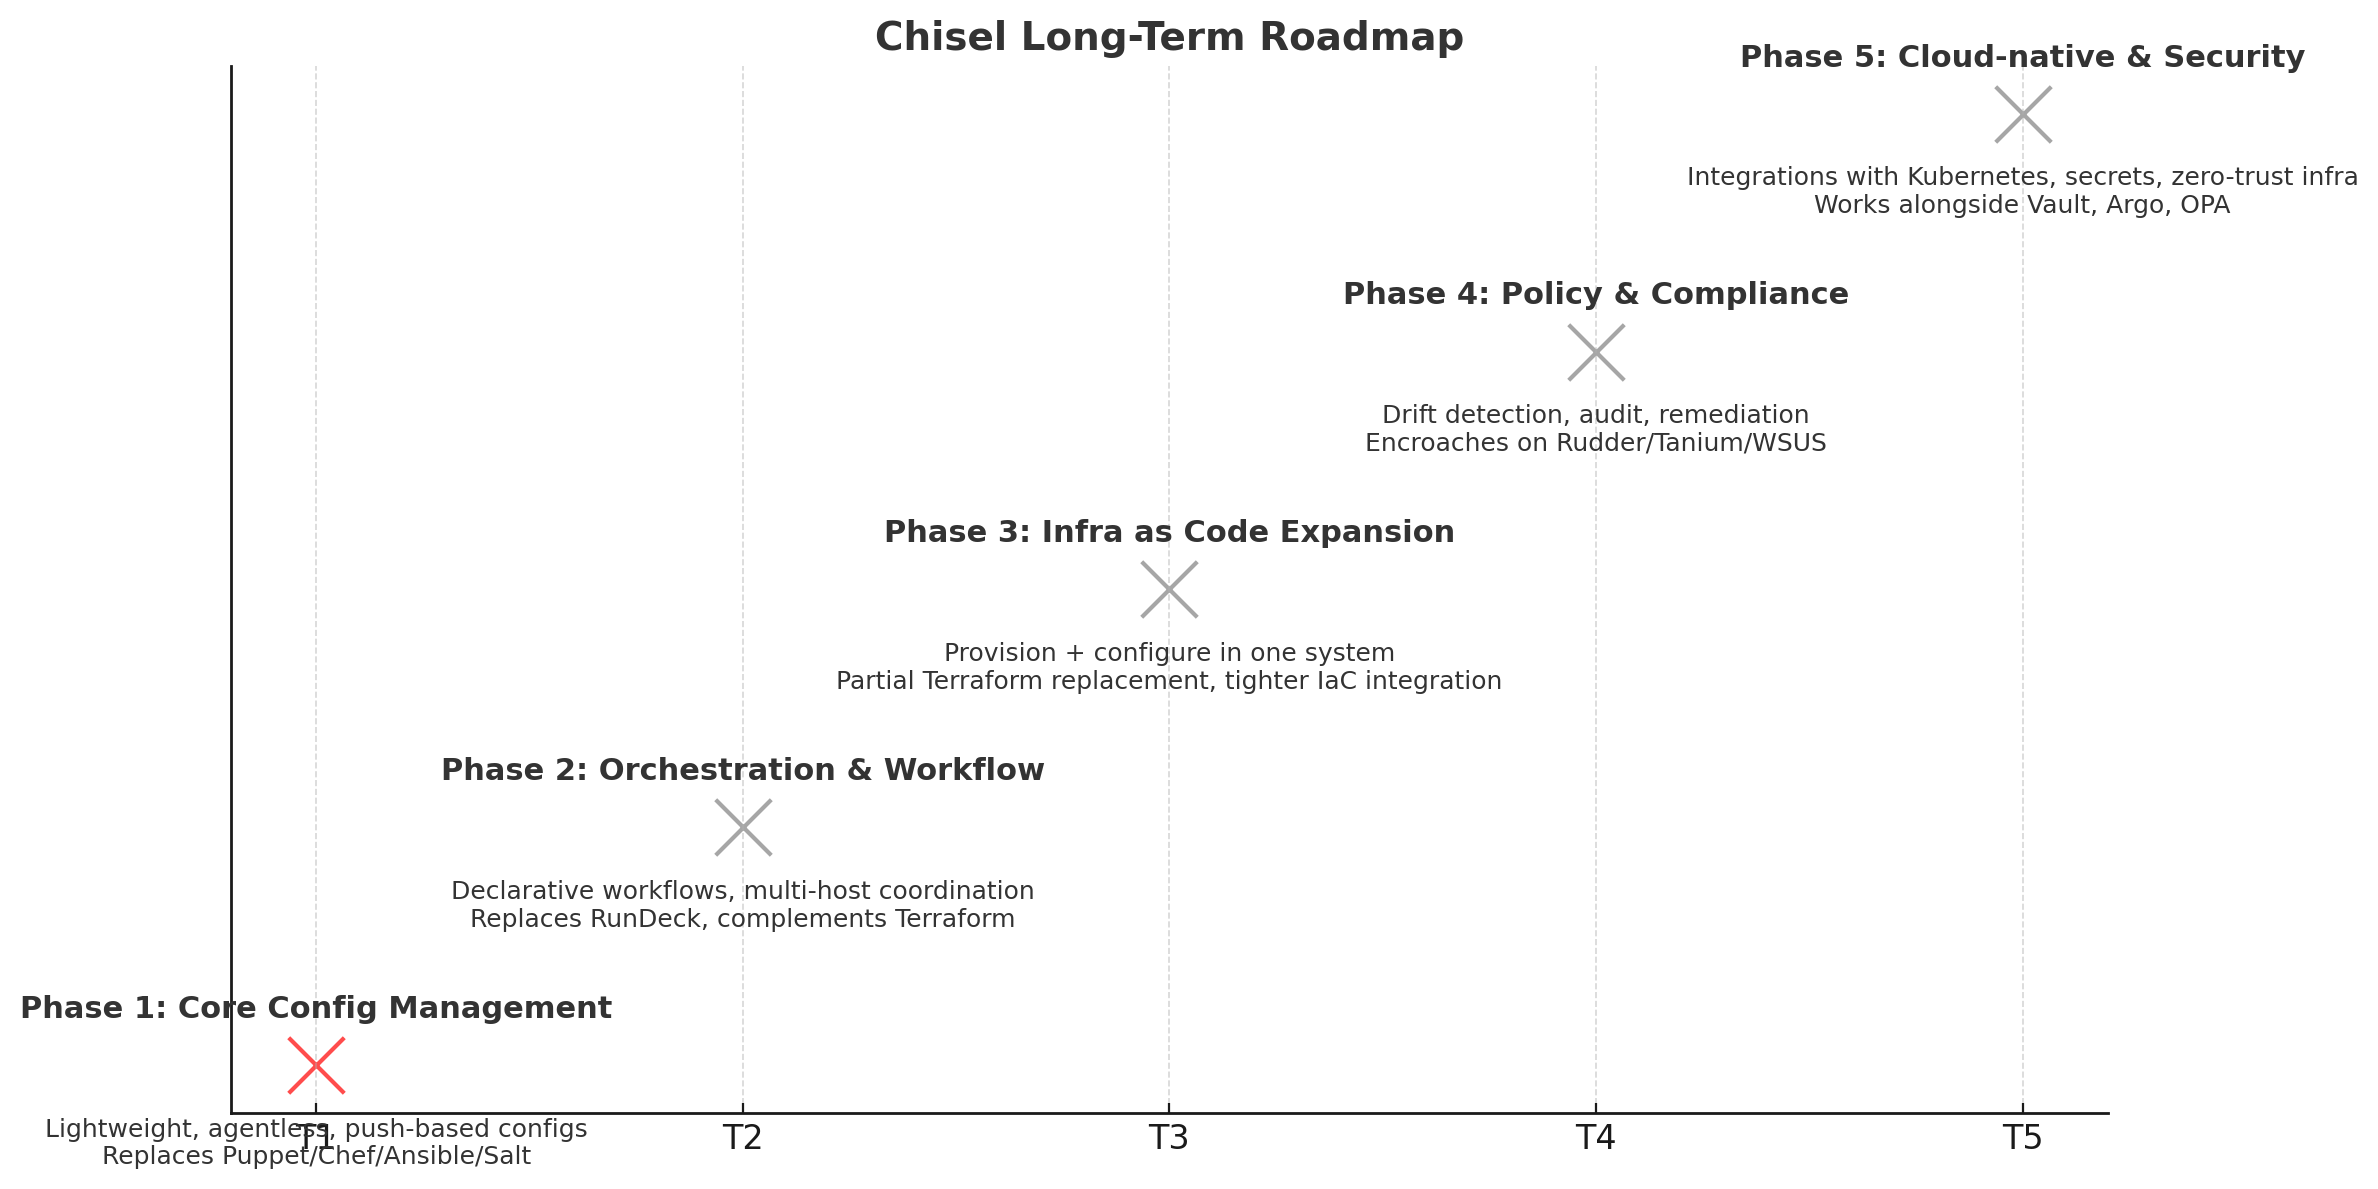 Chisel Long-Term Roadmap
Phase 5: Cloud-native & Security
Integrations with Kubernetes, secrets, zero-trust infra
Works alongside Vault, Argo, OPA
Phase 4: Policy & Compliance
Drift detection, audit, remediation
Encroaches on Rudder/Tanium/WSUS
Phase 3: Infra as Code Expansion
Provision + configure in one system
Partial Terraform replacement, tighter IaC integration
Phase 2: Orchestration & Workflow
Declarative workflows, multi-host coordination
Replaces RunDeck, complements Terraform
Phase 1: Core Config Management
Lightweight, agentless, push-based configs
Replaces Puppet/Chef/Ansible/Salt
T1 T2 T3 T4 T5